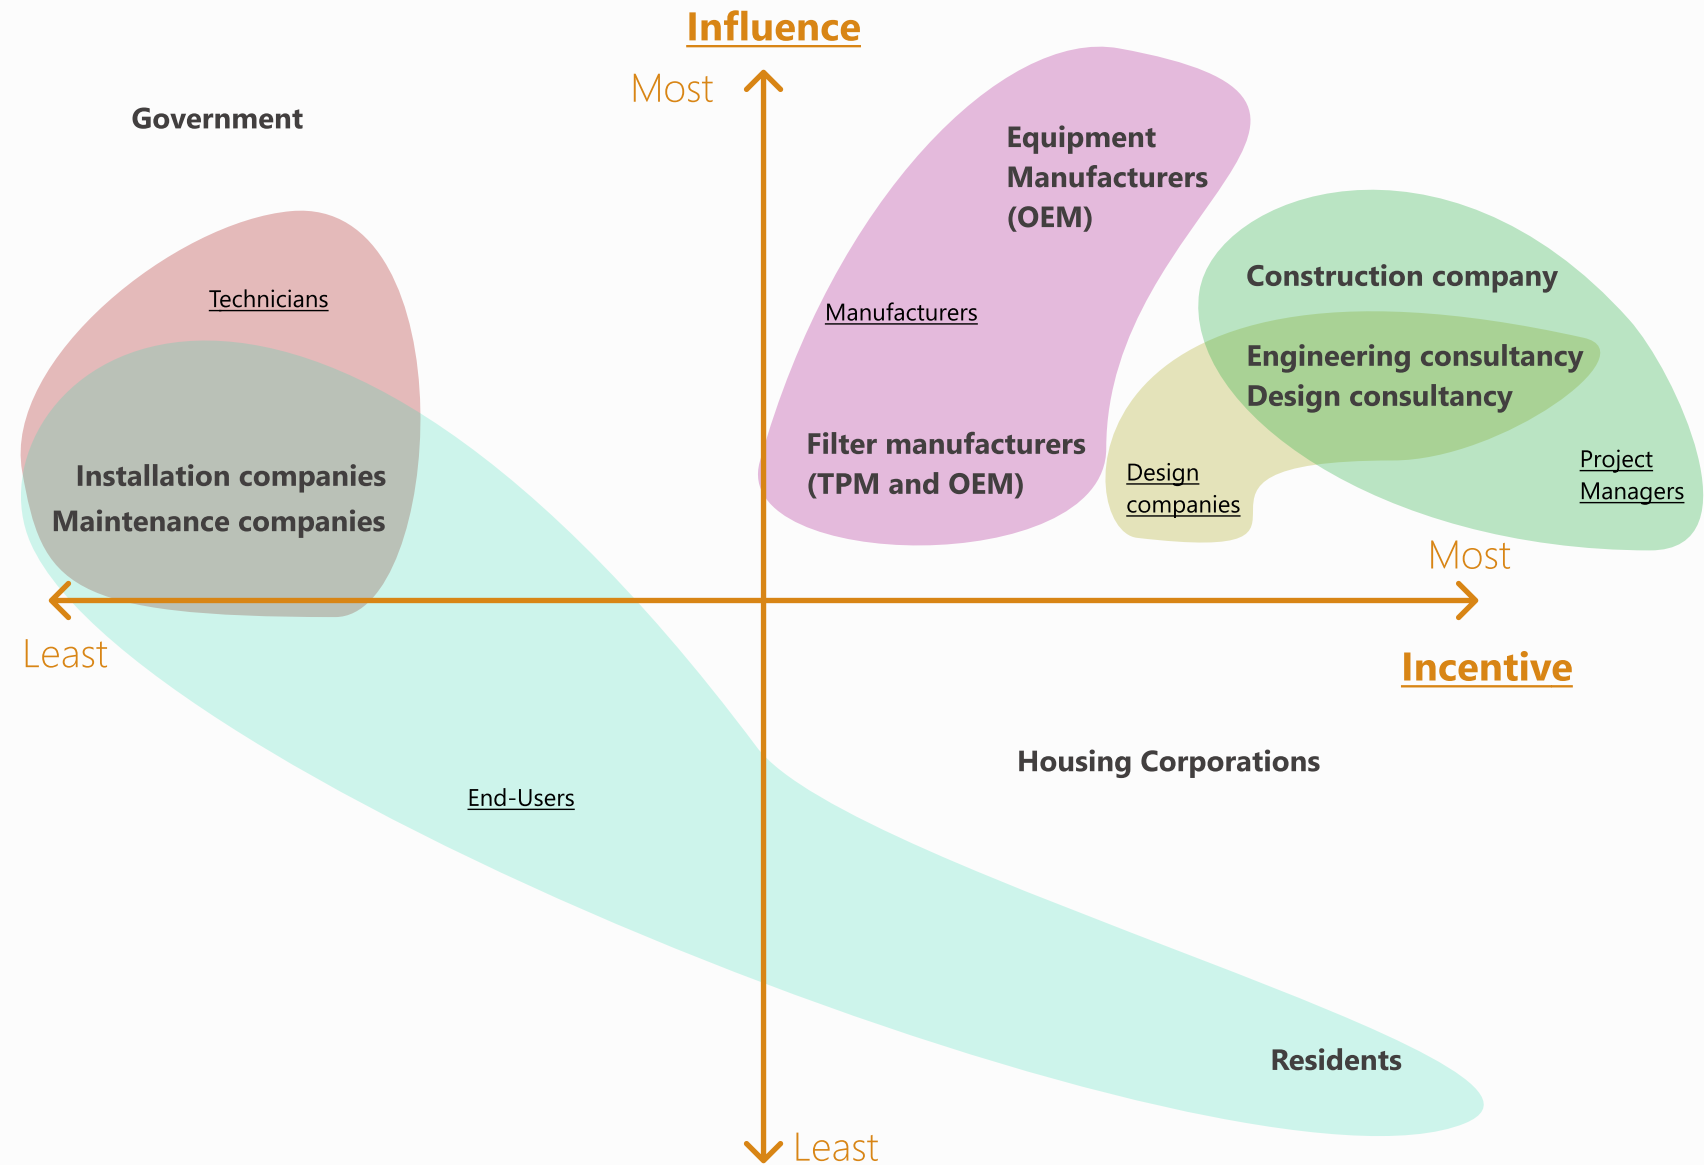 Influence
Most
Government
Equipment
Manufacturers
(OEM)
Construction company
Technicians
Manufacturers
Engineering consultancy
Design consultancy
Filter manufacturers
(TPM and OEM)
Design
companies
Project
Managers
Installation companies
Maintenance companies
Most
Least
Incentive
Housing Corporations
End-Users
Residents
Least